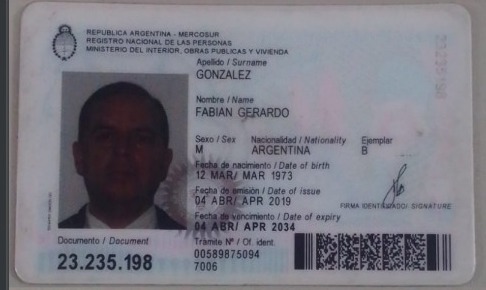 REPUBLICA ARGENTINA - MERCOSUR
REGISTRO NACIONAL DE LAS PERSONAS
MINISTERIO DEL INTERIOR, OBRAS PUBLICAS Y VIVIENDA
Apellido / Surname
GONZALEZ
Nombre / Name
FABIAN GERARDO
Sexo / Sex Nacionalidad / Nationality Ejemplar
M ARGENTINA B
Fecha de nacimiento / Date of birth
12 MAR/ MAR 1973
Fecha de emisión / Date of issue
04 ABR/ APR 2019
FIRMA IDENTIFICADO/ SIGNATURE
Fecha de vencimiento / Date of expiry
04 ABR/ APR 2034
Documento / Document
23.235.198
Trámite Nº / Of. ident.
00589875094
7006